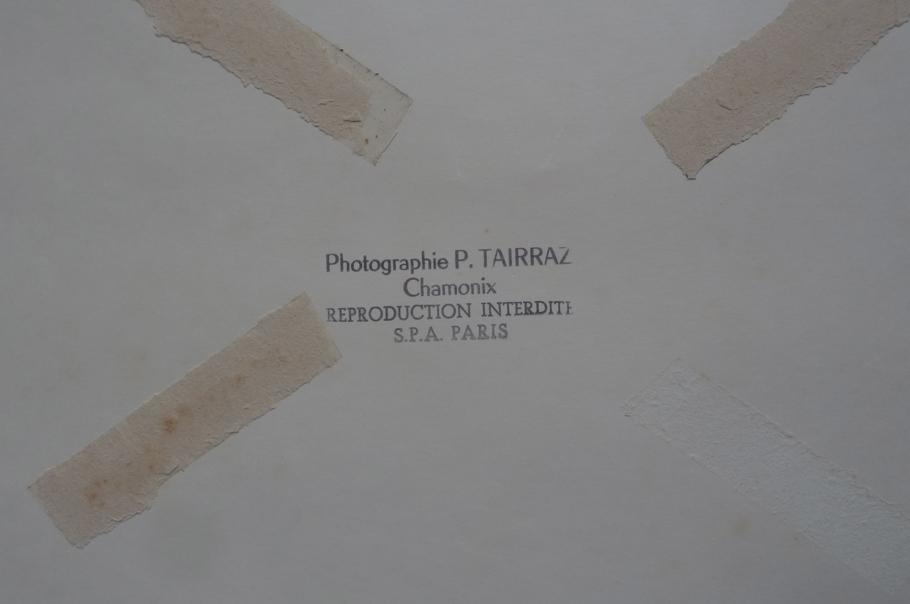 Photographie P. TAIRRAZ
Chamonix
REPRODUCTION INTERDITE
S.P.A. PARIS